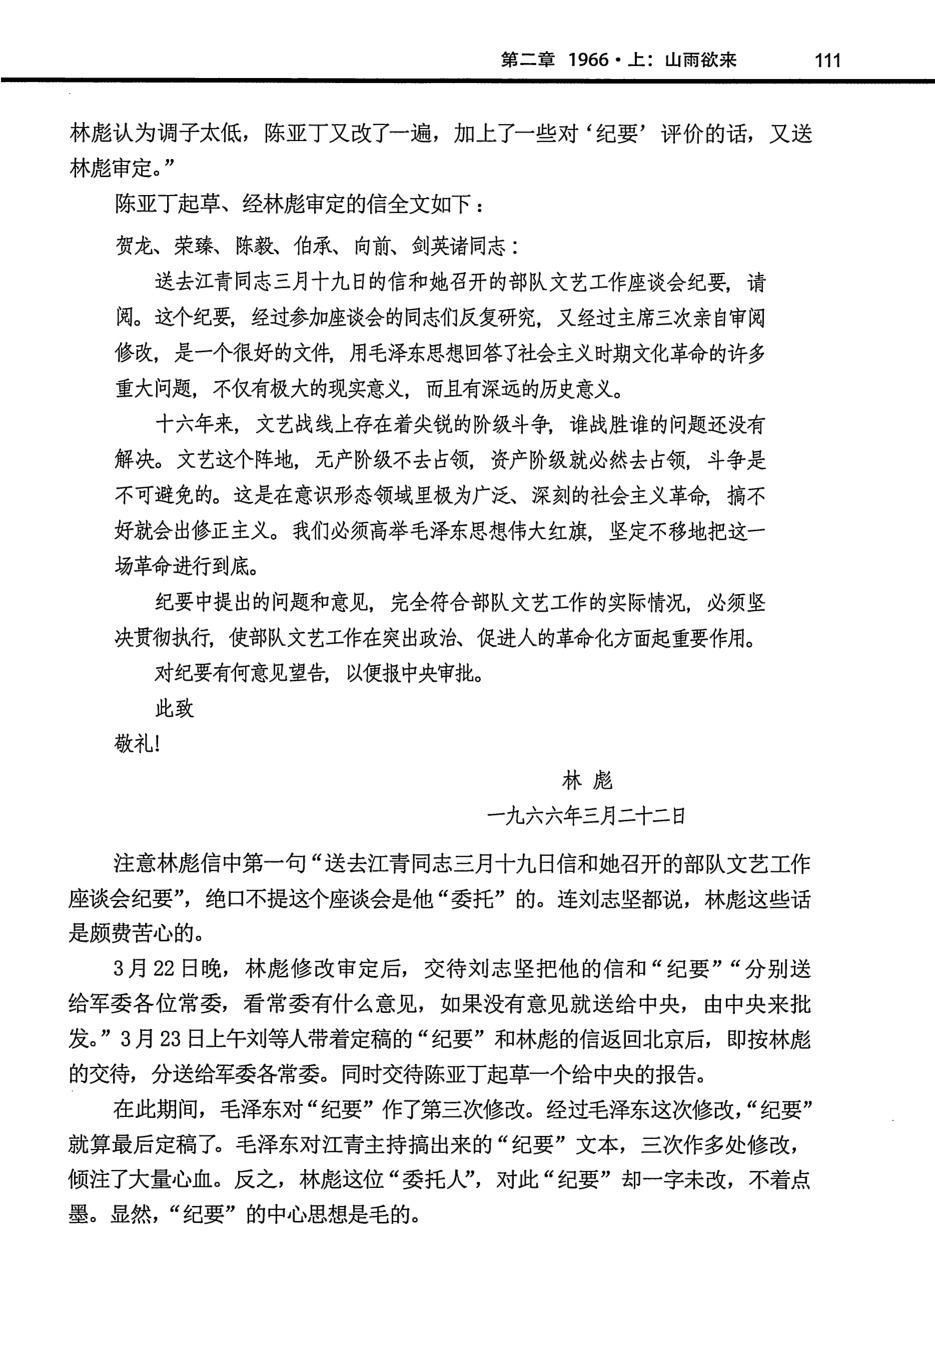 第二章 1966·上：山雨欲来 111
林彪认为调子太低，陈亚丁又改了一遍，加上了一些对‘纪要’评价的话，又送
林彪审定。”
陈亚丁起草、经林彪审定的信全文如下：
贺龙、荣臻、陈毅、伯承、向前、剑英诸同志：
送去江青同志三月十九日的信和她召开的部队文艺工作座谈会纪要，请
阅。这个纪要，经过参加座谈会的同志们反复研究，又经过主席三次亲自审阅
修改，是一个很好的文件，用毛泽东思想回答了社会主义时期文化革命的许多
重大问题，不仅有极大的现实意义，而且有深远的历史意义。
十六年来，文艺战线上存在着尖锐的阶级斗争，谁战胜谁的问题还没有
解决。文艺这个阵地，无产阶级不去占领，资产阶级就必然去占领，斗争是
不可避免的。这是在意识形态领域里极为广泛、深刻的社会主义革命，搞不
好就会出修正主义。我们必须高举毛泽东思想伟大红旗，坚定不移地把这一
场革命进行到底。
纪要中提出的问题和意见，完全符合部队文艺工作的实际情况，必须坚
决贯彻执行，使部队文艺工作在突出政治、促进人的革命化方面起重要作用。
对纪要有何意见望告，以便报中央审批。
此致
敬礼！
林 彪
一九六六年三月二十二日
注意林彪信中第一句“送去江青同志三月十九日信和她召开的部队文艺工作
座谈会纪要”，绝口不提这个座谈会是他“委托”的。连刘志坚都说，林彪这些话
是颇费苦心的。
3月22日晚，林彪修改审定后，交待刘志坚把他的信和“纪要”“分别送
给军委各位常委，看常委有什么意见，如果没有意见就送给中央，由中央来批
发。”3月23日上午刘等人带着定稿的“纪要”和林彪的信返回北京后，即按林彪
的交待，分送给军委各常委。同时交待陈亚丁起草一个给中央的报告。
在此期间，毛泽东对“纪要”作了第三次修改。经过毛泽东这次修改，“纪要”
就算最后定稿了。毛泽东对江青主持搞出来的“纪要”文本，三次作多处修改，
倾注了大量心血。反之，林彪这位“委托人”，对此“纪要”却一字未改，不着点
墨。显然，“纪要”的中心思想是毛的。